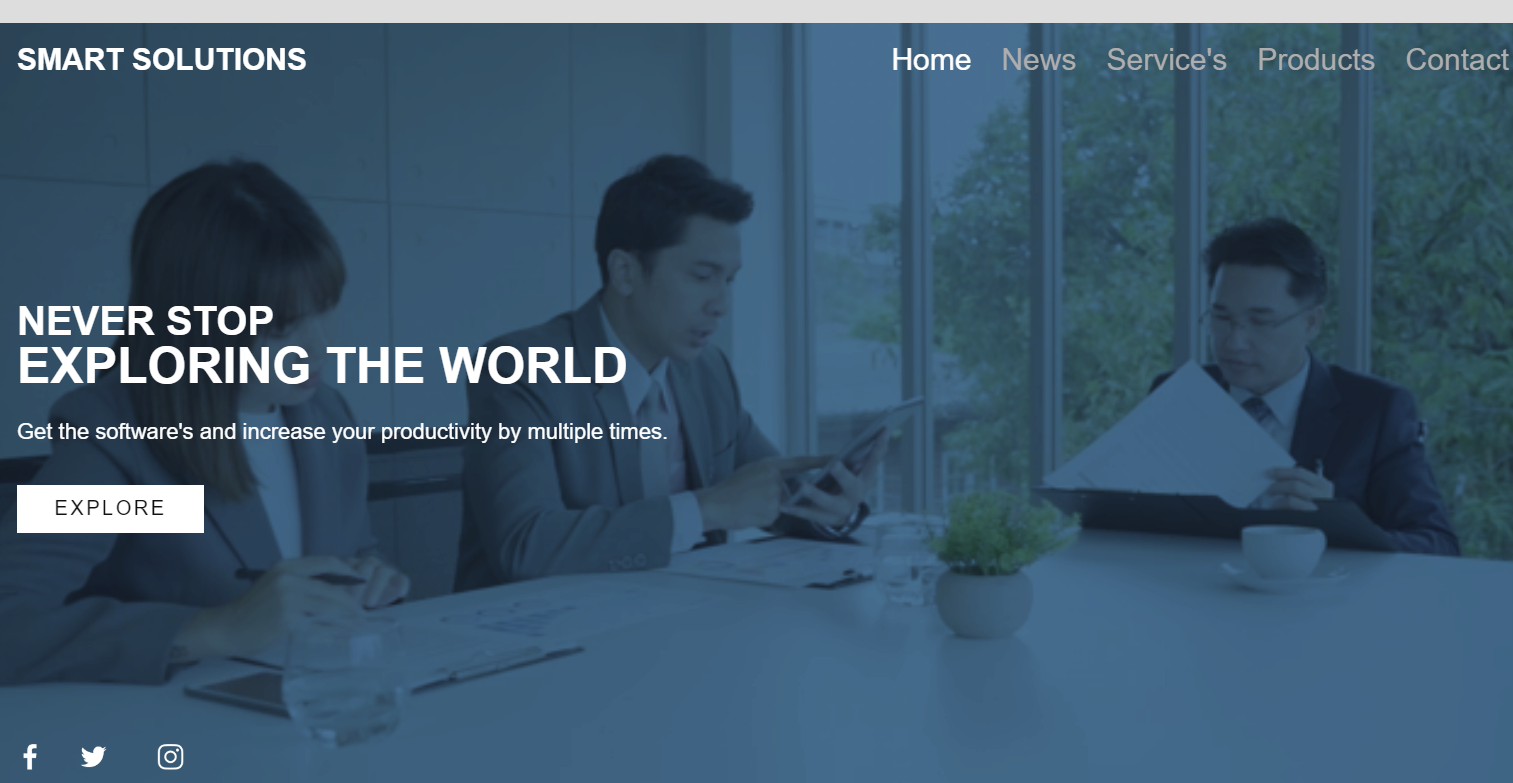 SMART SOLUTIONS
Home News Service's Products Contact
NEVER STOP
EXPLORING THE WORLD
Get the software's and increase your productivity by multiple times.
EXPLORE